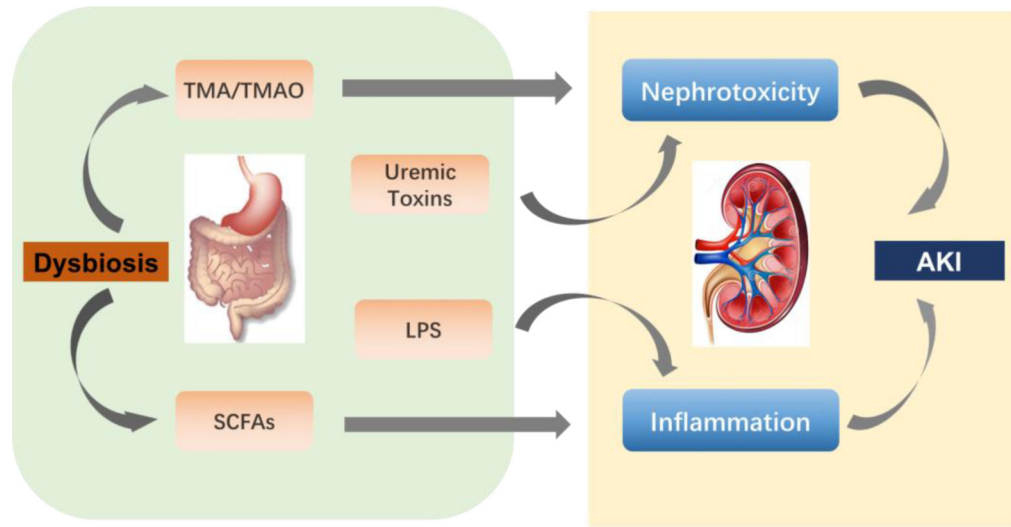 TMA/TMAO
Nephrotoxicity
Uremic
Toxins
Dysbiosis
AKI
LPS
SCFAs
Inflammation